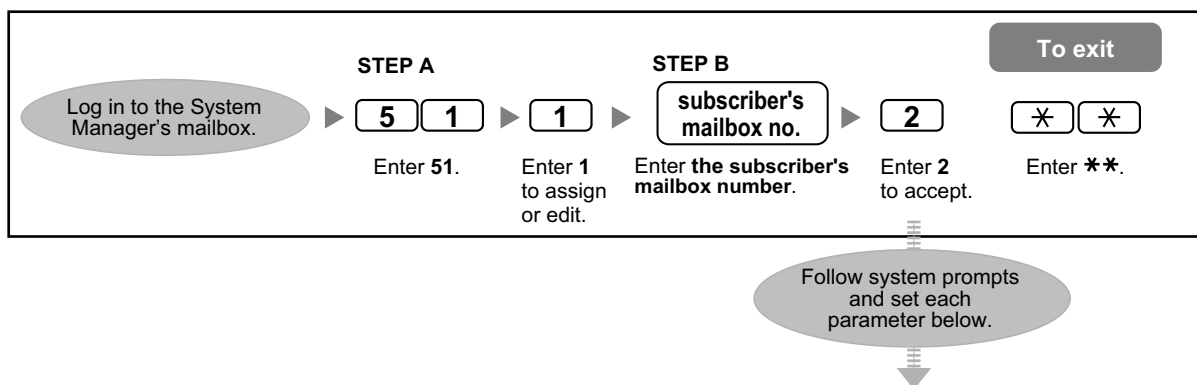 To exit
STEP A
STEP B
Log in to the System
Manager's mailbox.
5 1
1
subscriber's
mailbox no.
2
* *
Enter 51.
Enter 1
to assign
or edit.
Enter the subscriber's
mailbox number.
Enter 2
to accept.
Enter **.
Follow system prompts
and set each
parameter below.